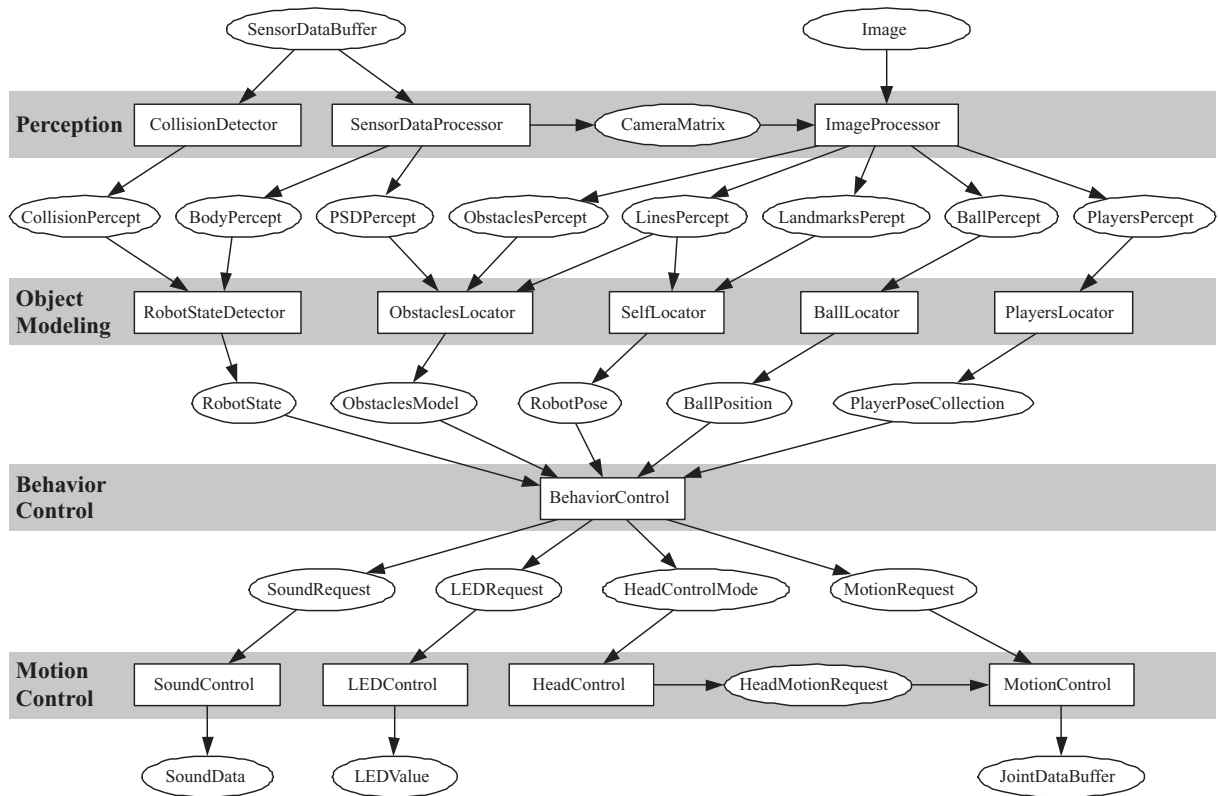 SensorDataBuffer
Image
Perception
CollisionDetector
SensorDataProcessor
CameraMatrix
ImageProcessor
CollisionPercept
BodyPercept
PSDPercept
ObstaclesPercept
LinesPercept
LandmarksPerept
BallPercept
PlayersPercept
Object
Modeling
RobotStateDetector
ObstaclesLocator
SelfLocator
BallLocator
PlayersLocator
RobotState
ObstaclesModel
RobotPose
BallPosition
PlayerPoseCollection
Behavior
Control
BehaviorControl
SoundRequest
LEDRequest
HeadControlMode
MotionRequest
Motion
Control
SoundControl
LEDControl
HeadControl
HeadMotionRequest
MotionControl
SoundData
LEDValue
JointDataBuffer